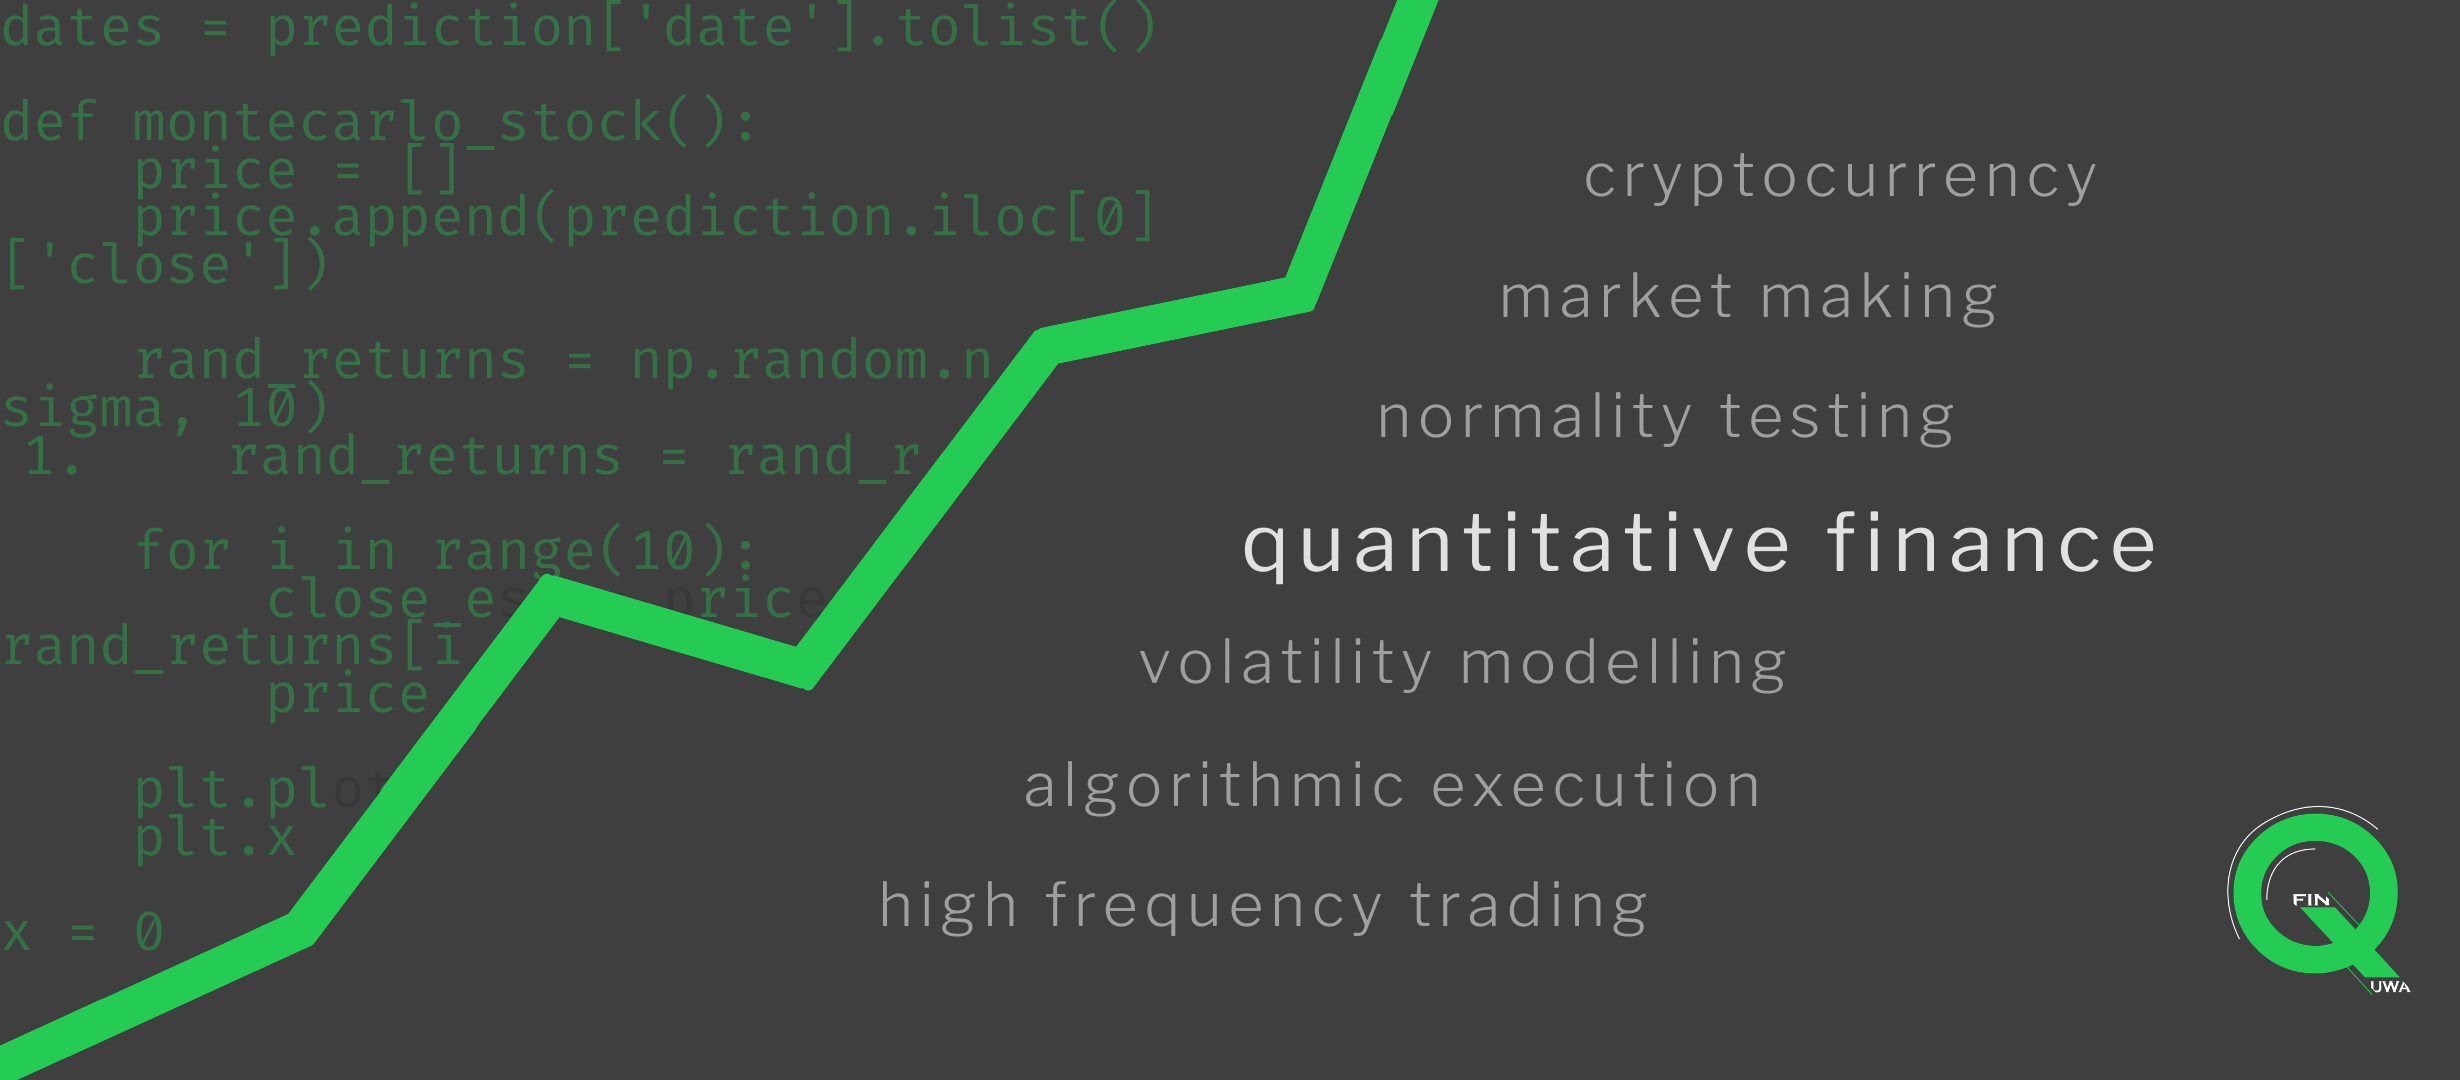 dates = prediction['date'].tolist()
def montecarlo_stock():
price = []
price.append(prediction.iloc[0]
['close'])
rand_returns = np.random.n
sigma, 10)
1. rand_returns = rand_r
for i in range(10):
close_es price
rand_returns[i
price
plt.plot
plt.x
x = 0
cryptocurrency
market making
normality testing
quantitative finance
volatility modelling
algorithmic execution
high frequency trading
FIN
UWA